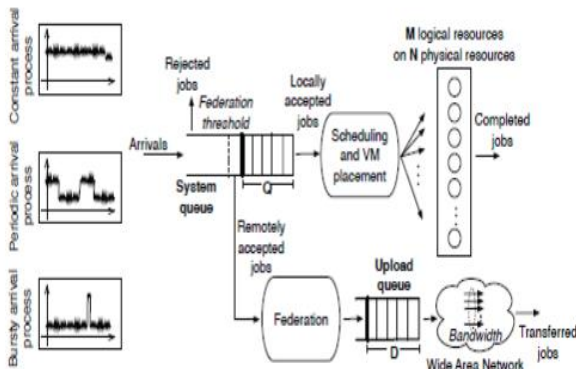 Constant arrival
process
Periodic arrival
process
Bursty arrival
process
Arrivals
Rejected
jobs
Federation
threshold
System
queue
Q
Locally
accepted
jobs
Scheduling
and VM
placement
M logical resources
on N physical resources
Completed
jobs
Remotely
accepted
jobs
Federation
Upload
queue
D
Bandwidth
Wide Area Network
Transferred
jobs